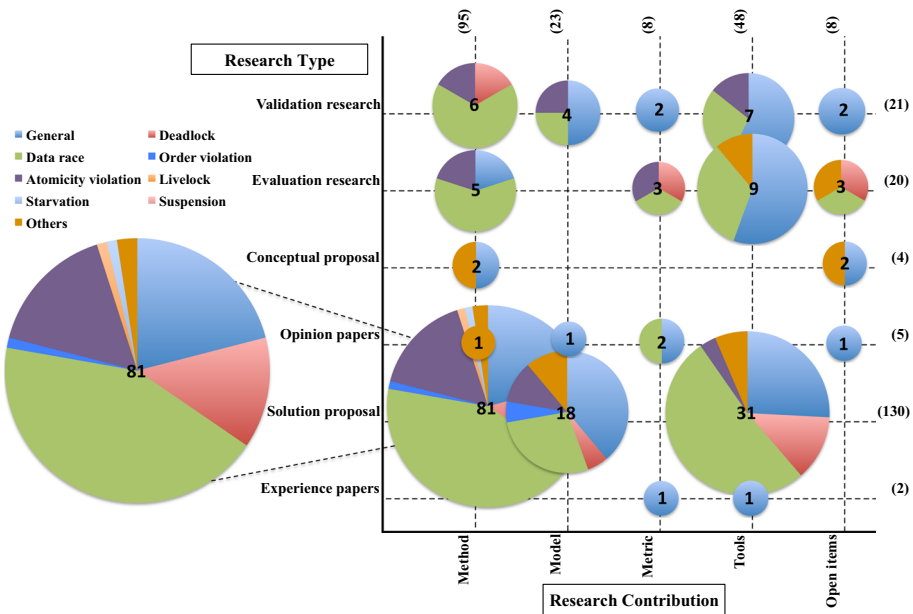 (95) (23) (8) (48) (8)
Research Type
Validation research 6 4 2 7 2 (21)
General Deadlock
Data race Order violation
Atomicity violation Livelock
Starvation Suspension
Others
Evaluation research 5 3 9 3 (20)
Conceptual proposal 2 2 (4)
Opinion papers 1 1 2 1 (5)
81
Solution proposal 81 18 31 (130)
Experience papers 1 1 (2)
Method Model Metric Tools Open items
Research Contribution